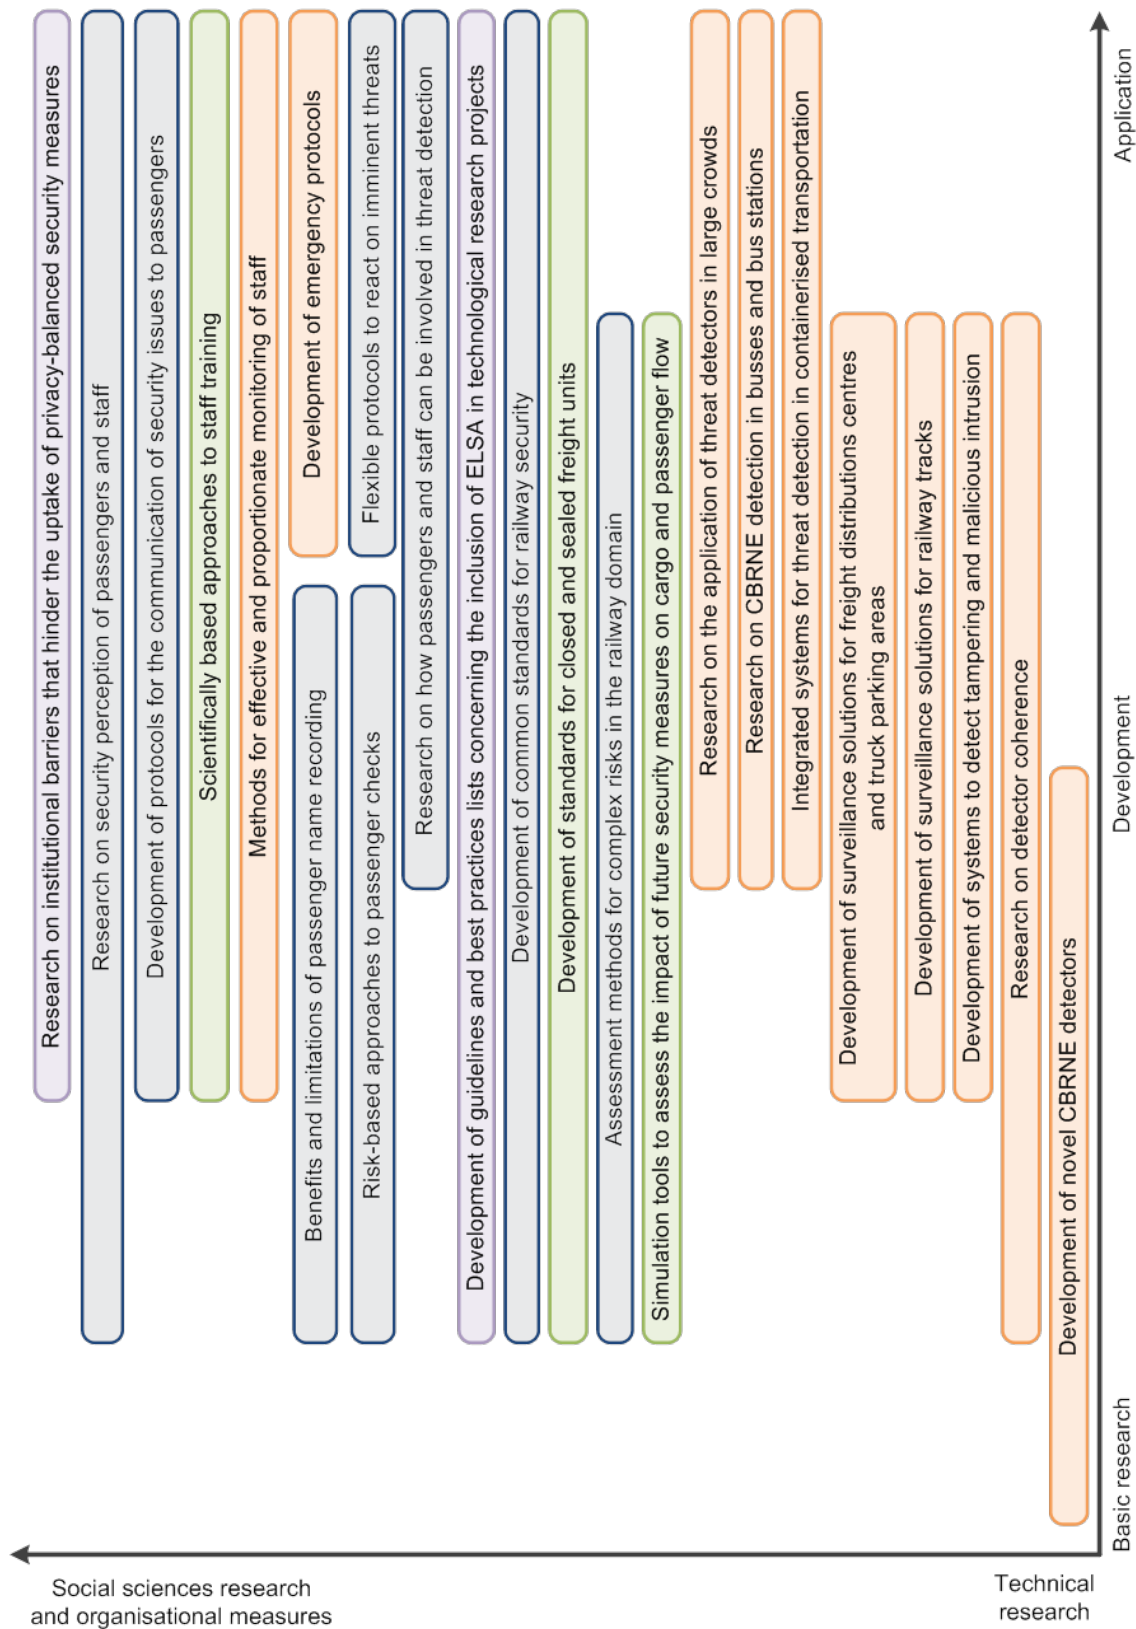 Research on institutional barriers that hinder the uptake of privacy-balanced security measures
Research on security perception of passengers and staff
Development of protocols for the communication of security issues to passengers
Scientifically based approaches to staff training
Methods for effective and proportionate monitoring of staff
Development of emergency protocols
Benefits and limitations of passenger name recording
Flexible protocols to react on imminent threats
Risk-based approaches to passenger checks
Research on how passengers and staff can be involved in threat detection
Development of guidelines and best practices lists concerning the inclusion of ELSA in technological research projects
Development of common standards for railway security
Development of standards for closed and sealed freight units
Assessment methods for complex risks in the railway domain
Simulation tools to assess the impact of future security measures on cargo and passenger flow
Research on the application of threat detectors in large crowds
Research on CBRNE detection in busses and bus stations
Integrated systems for threat detection in containerised transportation
Development of surveillance solutions for freight distributions centres
and truck parking areas
Development of surveillance solutions for railway tracks
Development of systems to detect tampering and malicious intrusion
Research on detector coherence
Development of novel CBRNE detectors
Basic research
Development
Application
Social sciences research
and organisational measures
Technical
research